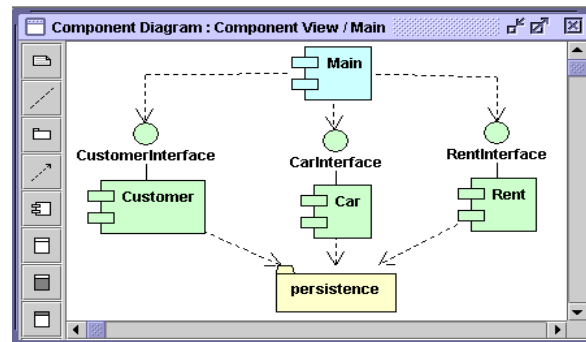 Component Diagram : Component View / Main
Main
CustomerInterface
CarInterface
RentInterface
Customer
Car
Rent
persistence